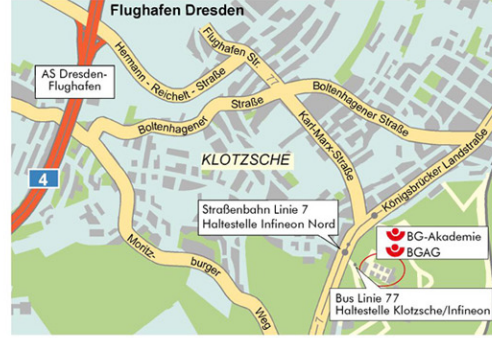 Flughafen Dresden
Flughafen Str.
77
Hermann - Reichelt - Straße
AS Dresden-
Flughafen
Boltenhagener Straße
Boltenhagener Straße
Karl-Marx-Straße
KLOTZSCHE
4
Königsbrücker Landstraße
Straßenbahn Linie 7
Haltestelle Infineon Nord
BG-Akademie
BGAG
Moritz-
burger
Weg
Bus Linie 77
Haltestelle Klotzsche/Infineon
7